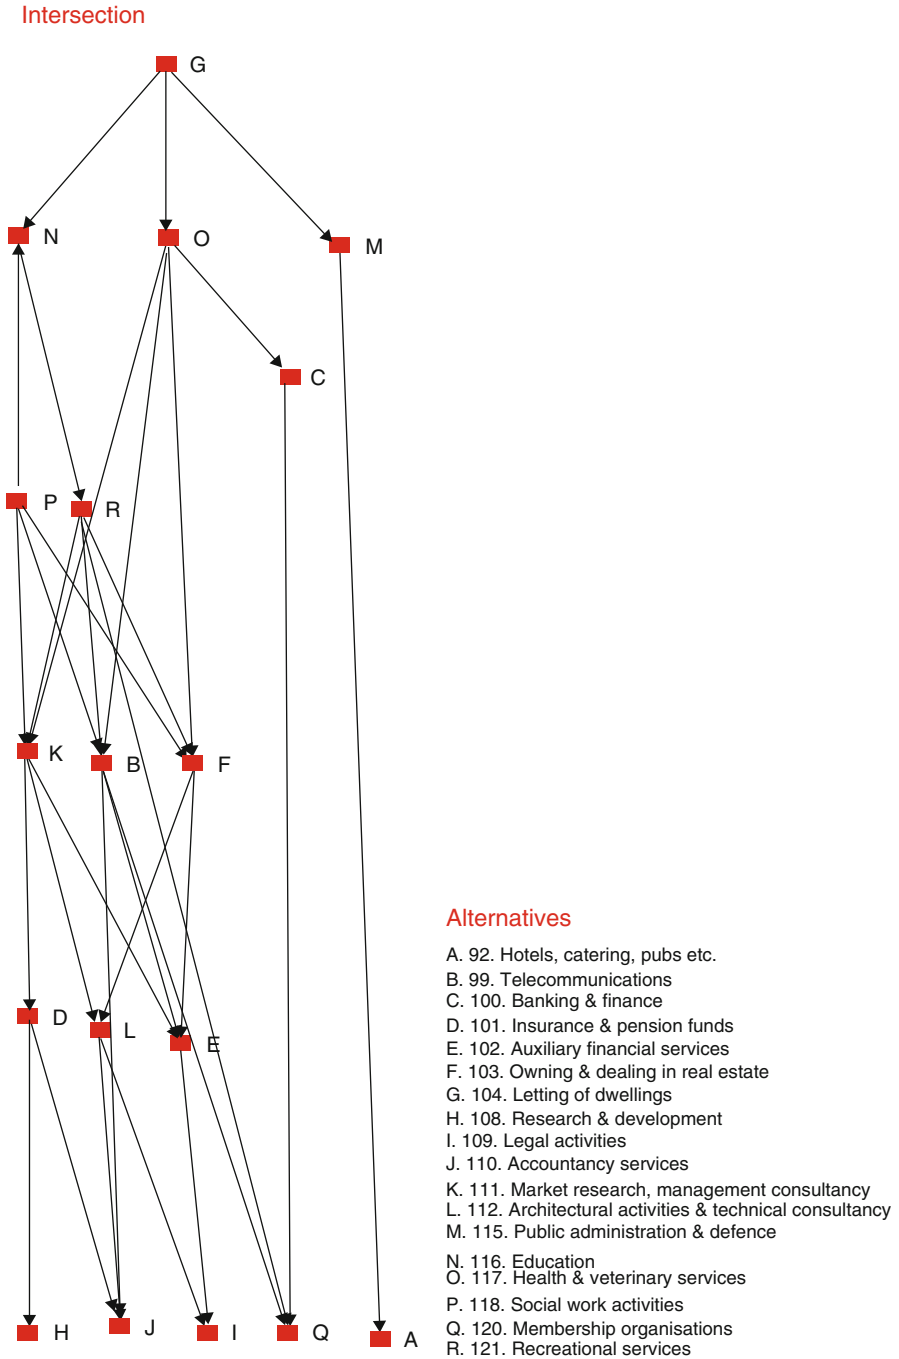 Intersection
G
N
O
M
C
P
R
K
B
F
D
L
E
H
J
I
Q
A
Alternatives
A. 92. Hotels, catering, pubs etc.
B. 99. Telecommunications
C. 100. Banking & finance
D. 101. Insurance & pension funds
E. 102. Auxiliary financial services
F. 103. Owning & dealing in real estate
G. 104. Letting of dwellings
H. 108. Research & development
I. 109. Legal activities
J. 110. Accountancy services
K. 111. Market research, management consultancy
L. 112. Architectural activities & technical consultancy
M. 115. Public administration & defence
N. 116. Education
O. 117. Health & veterinary services
P. 118. Social work activities
Q. 120. Membership organisations
R. 121. Recreational services